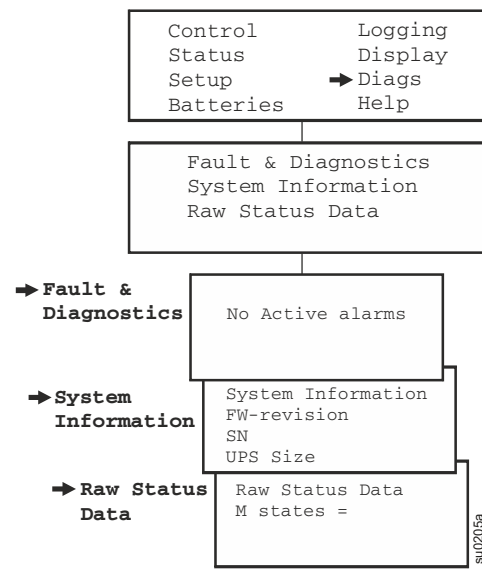 Control Logging
Status Display
Setup Diags
Batteries Help
Fault & Diagnostics
System Information
Raw Status Data
Fault &
Diagnostics
No Active alarms
System
Information
System Information
FW-revision
SN
UPS Size
Raw Status
Data
Raw Status Data
M states =
su0205a